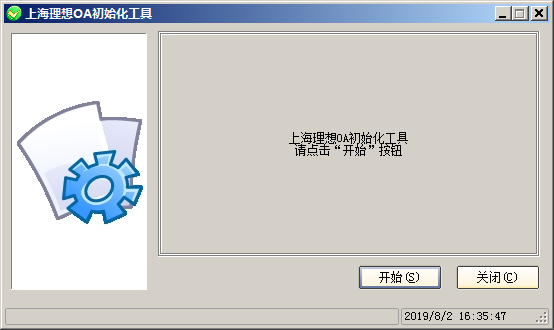 上海理想OA初始化工具
上海理想OA初始化工具
请点击“开始”按钮
开始(S)
关闭(C)
2019/8/2 16:35:47